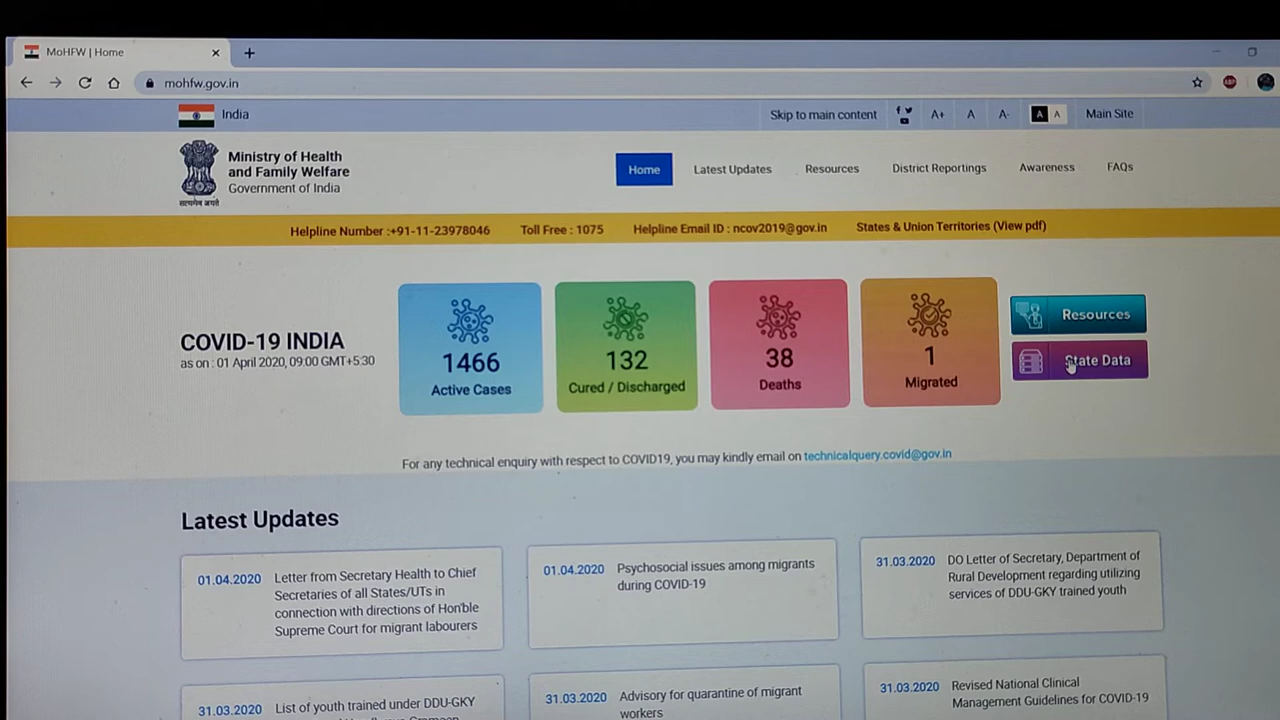 MoHFW | Home
mohfw.gov.in
India
Skip to main content
A+
A
A-
A
A
Main Site
Ministry of Health
and Family Welfare
Government of India
सत्यमेव जयते
Home
Latest Updates
Resources
District Reportings
Awareness
FAQs
Helpline Number :+91-11-23978046
Toll Free : 1075
Helpline Email ID : ncov2019@gov.in
States & Union Territories (View pdf)
COVID-19 INDIA
as on : 01 April 2020, 09:00 GMT+5:30
1466
Active Cases
132
Cured / Discharged
38
Deaths
1
Migrated
Resources
State Data
For any technical enquiry with respect to COVID19, you may kindly email on technicalquery.covid@gov.in
Latest Updates
01.04.2020
Letter from Secretary Health to Chief
Secretaries of all States/UTs in
connection with directions of Hon'ble
Supreme Court for migrant labourers
01.04.2020
Psychosocial issues among migrants
during COVID-19
31.03.2020
DO Letter of Secretary, Department of
Rural Development regarding utilizing
services of DDU-GKY trained youth
31.03.2020
List of youth trained under DDU-GKY
31.03.2020
Advisory for quarantine of migrant
workers
31.03.2020
Revised National Clinical
Management Guidelines for COVID-19